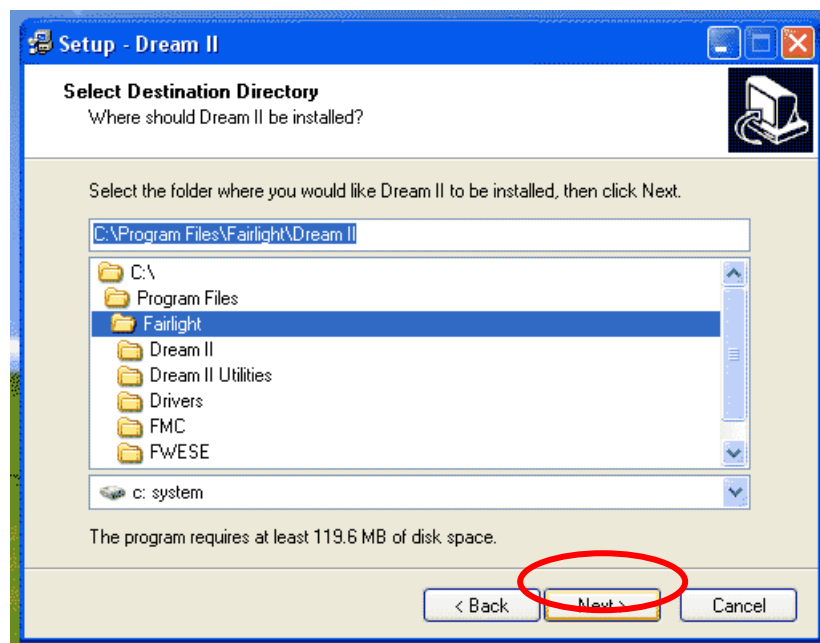 Setup - Dream II
Select Destination Directory
Where should Dream II be installed?
Select the folder where you would like Dream II to be installed, then click Next.
C:\Program Files\Fairlight\Dream II
C:\
Program Files
Fairlight
Dream II
Dream II Utilities
Drivers
FMC
FWESE
c: system
The program requires at least 119.6 MB of disk space.
< Back Next > Cancel